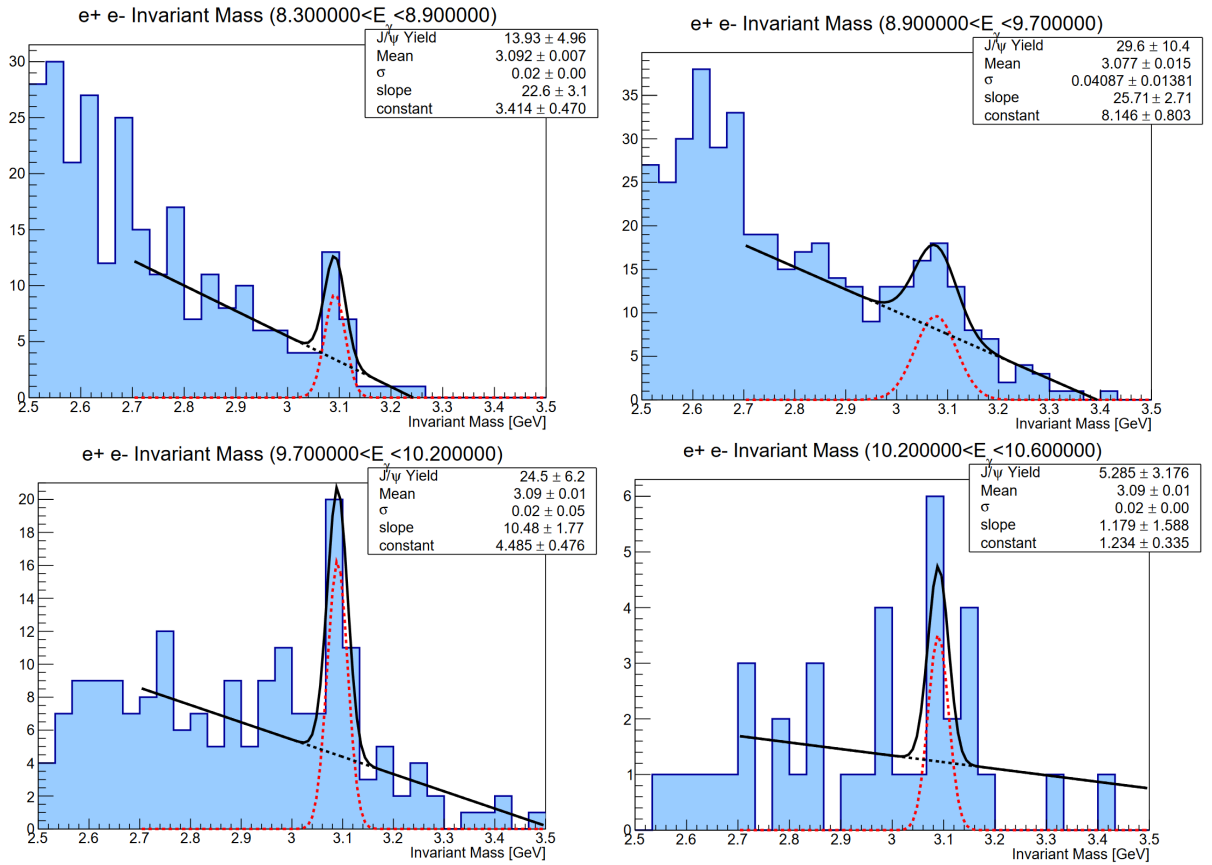 e+ e- Invariant Mass (8.300000<E_γ<8.900000)
J/ψ Yield 13.93 ± 4.96
Mean 3.092 ± 0.007
σ 0.02 ± 0.00
slope 22.6 ± 3.1
constant 3.414 ± 0.470
30
25
20
15
10
5
0
2.5 2.6 2.7 2.8 2.9 3 3.1 3.2 3.3 3.4 3.5
Invariant Mass [GeV]
e+ e- Invariant Mass (8.900000<E_γ<9.700000)
J/ψ Yield 29.6 ± 10.4
Mean 3.077 ± 0.015
σ 0.04087 ± 0.01381
slope 25.71 ± 2.71
constant 8.146 ± 0.803
35
30
25
20
15
10
5
0
2.5 2.6 2.7 2.8 2.9 3 3.1 3.2 3.3 3.4 3.5
Invariant Mass [GeV]
e+ e- Invariant Mass (9.700000<E_γ<10.200000)
J/ψ Yield 24.5 ± 6.2
Mean 3.09 ± 0.01
σ 0.02 ± 0.05
slope 10.48 ± 1.77
constant 4.485 ± 0.476
20
18
16
14
12
10
8
6
4
2
0
2.5 2.6 2.7 2.8 2.9 3 3.1 3.2 3.3 3.4 3.5
Invariant Mass [GeV]
e+ e- Invariant Mass (10.200000<E_γ<10.600000)
J/ψ Yield 5.285 ± 3.176
Mean 3.09 ± 0.01
σ 0.02 ± 0.00
slope 1.179 ± 1.588
constant 1.234 ± 0.335
6
5
4
3
2
1
0
2.5 2.6 2.7 2.8 2.9 3 3.1 3.2 3.3 3.4 3.5
Invariant Mass [GeV]